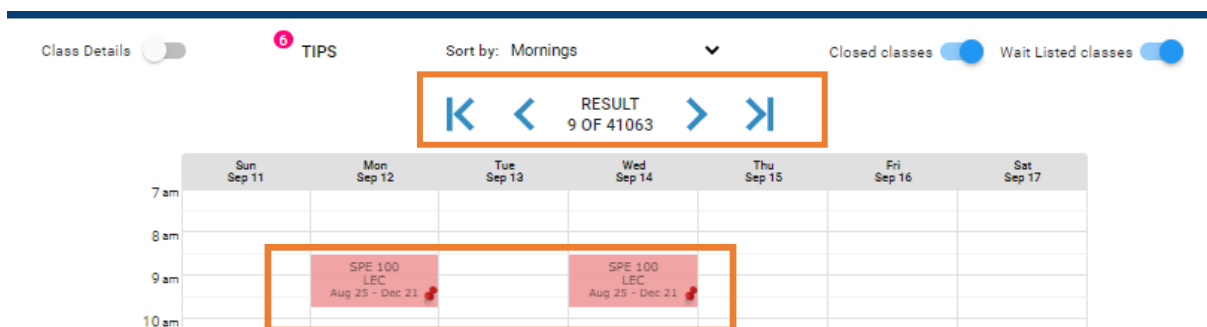 Class Details 6 TIPS Sort by: Mornings Closed classes Wait Listed classes
RESULT
9 OF 41063
Sun Mon Tue Wed Thu Fri Sat
Sep 11 Sep 12 Sep 13 Sep 14 Sep 15 Sep 16 Sep 17
7 am
8 am
SPE 100 SPE 100
9 am LEC LEC
Aug 25 - Dec 21 Aug 25 - Dec 21
10 am